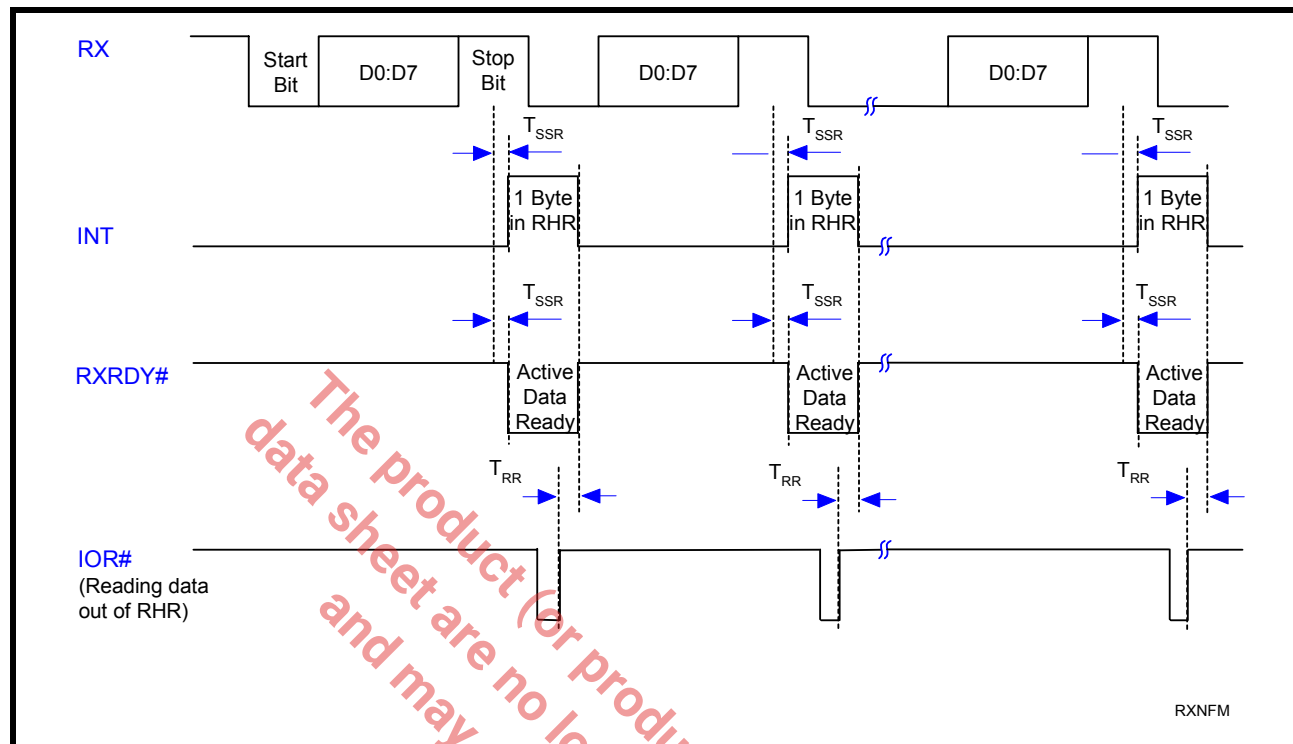 RX
Start
Bit
D0:D7
Stop
Bit
D0:D7
D0:D7
TSSR
TSSR
TSSR
INT
1 Byte
in RHR
1 Byte
in RHR
1 Byte
in RHR
TSSR
TSSR
TSSR
RXRDY#
Active
Data
Ready
Active
Data
Ready
Active
Data
Ready
TRR
TRR
TRR
IOR#
(Reading data
out of RHR)
The product (or produ
data sheet are no lo
and may
RXNFM